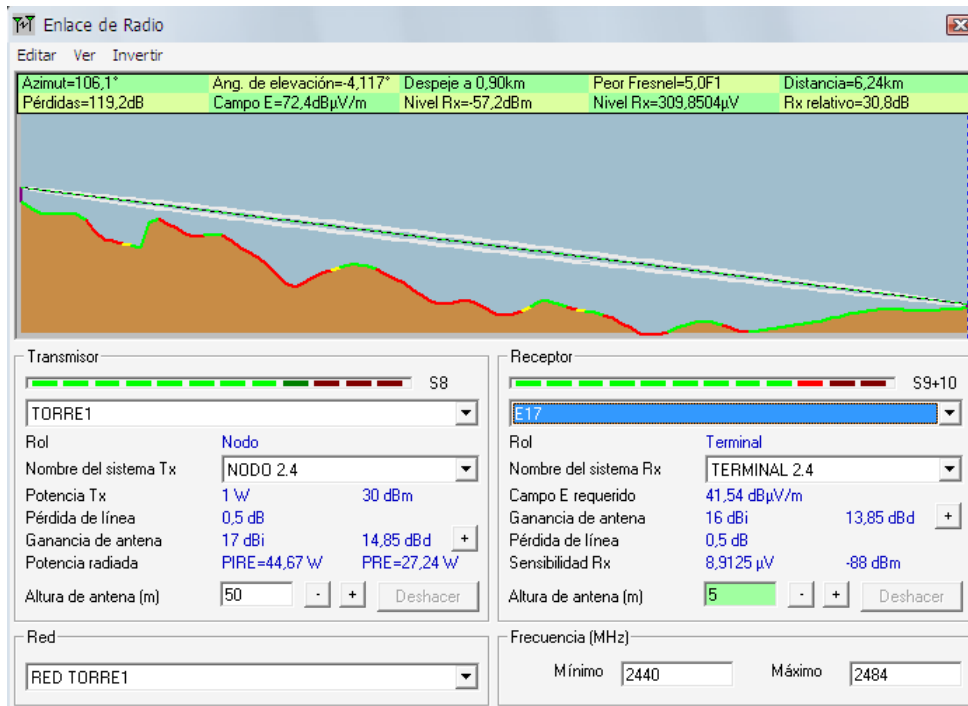 Enlace de Radio
Editar Ver Invertir
Azimut=106,1° Ang. de elevación=-4,117° Despeje a 0,90km Peor Fresnel=5,0F1 Distancia=6,24km
Pérdidas=119,2dB Campo E=72,4dBµV/m Nivel Rx=-57,2dBm Nivel Rx=309,8504µV Rx relativo=30,8dB
Transmisor
S8
TORRE1
Rol Nodo
Nombre del sistema Tx NODO 2.4
Potencia Tx 1 W 30 dBm
Pérdida de línea 0,5 dB
Ganancia de antena 17 dBi 14,85 dBd +
Potencia radiada PIRE=44,67 W PRE=27,24 W
Altura de antena (m) 50 - + Deshacer
Receptor
S9+10
E17
Rol Terminal
Nombre del sistema Rx TERMINAL 2.4
Campo E requerido 41,54 dBµV/m
Ganancia de antena 16 dBi 13,85 dBd +
Pérdida de línea 0,5 dB
Sensibilidad Rx 8,9125 µV -88 dBm
Altura de antena (m) 5 - + Deshacer
Red
RED TORRE1
Frecuencia (MHz)
Mínimo 2440 Máximo 2484